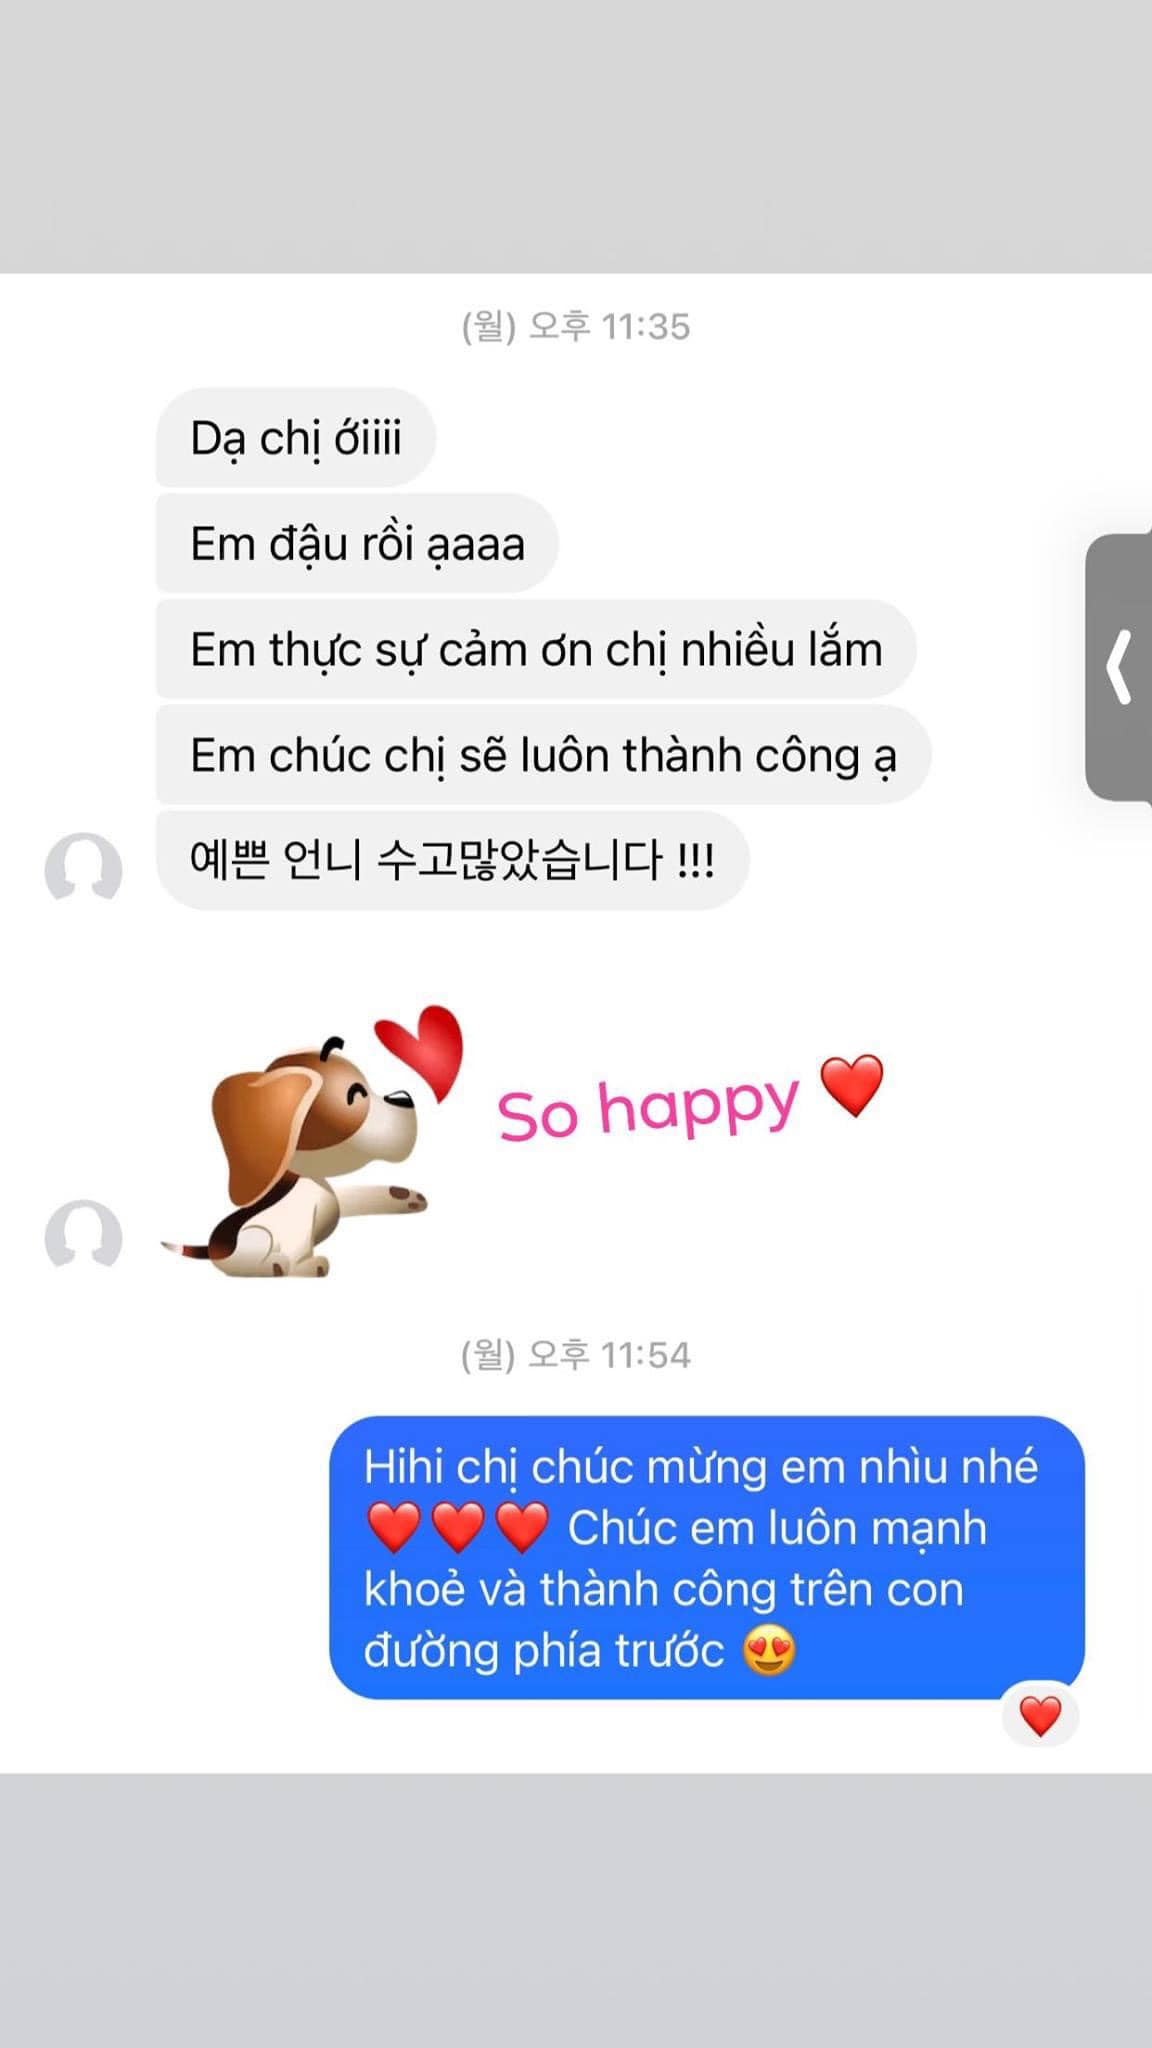 (월) 오후 11:35
Dạ chị ớiiii
Em đậu rồi ạaaa
Em thực sự cảm ơn chị nhiều lắm
Em chúc chị sẽ luôn thành công ạ
예쁜 언니 수고많았습니다 !!!
So happy ❤️
(월) 오후 11:54
Hihi chị chúc mừng em nhìu nhé
❤️❤️❤️ Chúc em luôn mạnh
khoẻ và thành công trên con
đường phía trước 😍
❤️